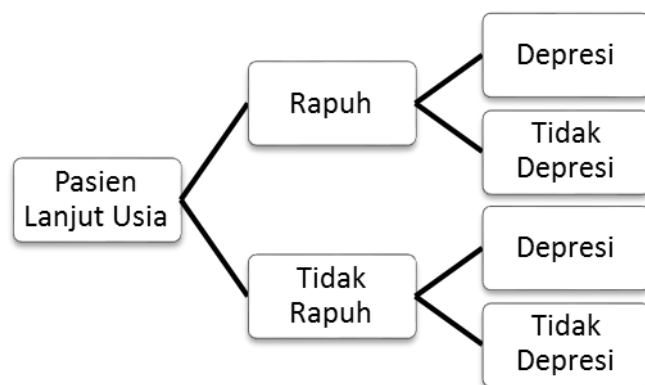 Pasien
Lanjut Usia
Rapuh
Depresi
Tidak
Depresi
Tidak
Rapuh
Depresi
Tidak
Depresi